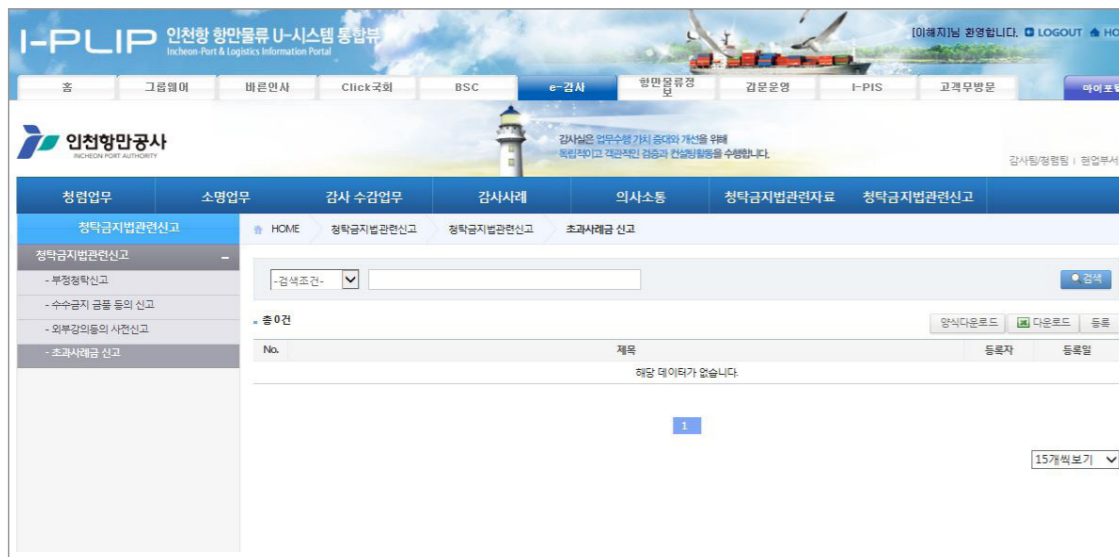 I-PLIP 인천항 항만물류 U-시스템 통합뷰
Incheon-Port & Logistics Information Portal
[이해지]님 환영합니다. LOGOUT HO
홈 그룹웨어 바른인사 Click국회 BSC e-감사 항만물류정보 갑문운영 I-PIS 고객무방문 마이포털
인천항만공사
INCHEON PORT AUTHORITY
감사실은 업무수행 가치 증대와 개선을 위해
독립적이고 객관적인 검증과 컨설팅활동을 수행합니다.
감사팀/청렴팀 | 현업부서
청렴업무 소명업무 감사 수감업무 감사사례 의사소통 청탁금지법관련자료 청탁금지법관련신고
청탁금지법관련신고
HOME 청탁금지법관련신고 청탁금지법관련신고 초과사례금 신고
청탁금지법관련신고 –
- 부정청탁신고
- 수수금지 금품 등의 신고
- 외부강의등의 사전신고
- 초과사례금 신고
-검색조건- 검색
총0건
양식다운로드 다운로드 등록
No. 제목 등록자 등록일
해당 데이터가 없습니다.
1
15개씩보기